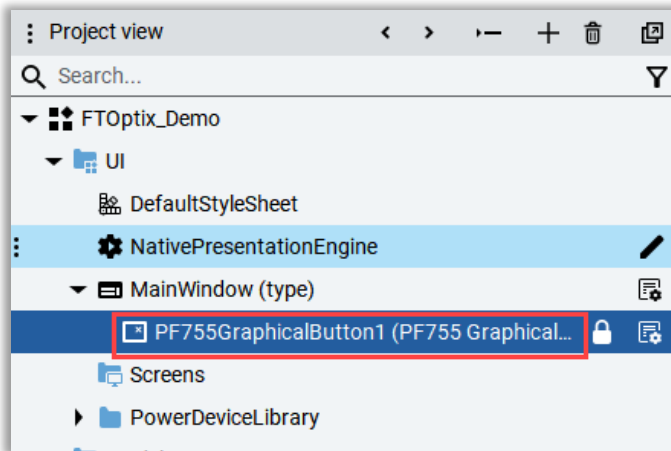 Project view
Search...
FTOptix_Demo
UI
DefaultStyleSheet
NativePresentationEngine
MainWindow (type)
PF755GraphicalButton1 (PF755 Graphical...
Screens
PowerDeviceLibrary